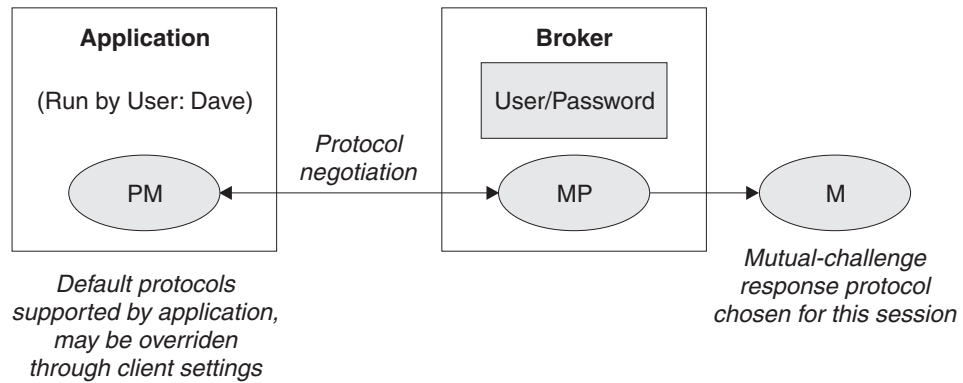 Application
(Run by User: Dave)
PM
Default protocols
supported by application,
may be overriden
through client settings
Protocol
negotiation
Broker
User/Password
MP
M
Mutual-challenge
response protocol
chosen for this session